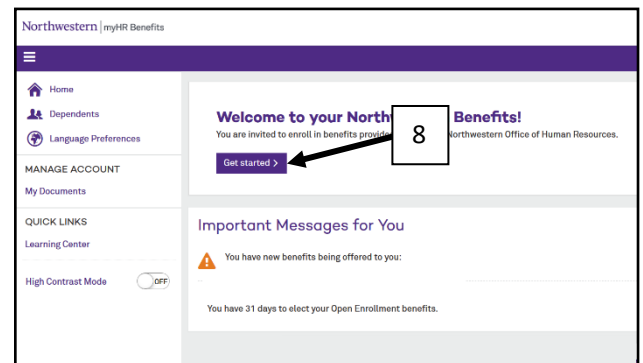 Northwestern | myHR Benefits
Home
Dependents
Language Preferences
MANAGE ACCOUNT
My Documents
QUICK LINKS
Learning Center
High Contrast Mode OFF
Welcome to your North Benefits!
You are invited to enroll in benefits provide Northwestern Office of Human Resources.
8
Get started >
Important Messages for You
You have new benefits being offered to you:
You have 31 days to elect your Open Enrollment benefits.